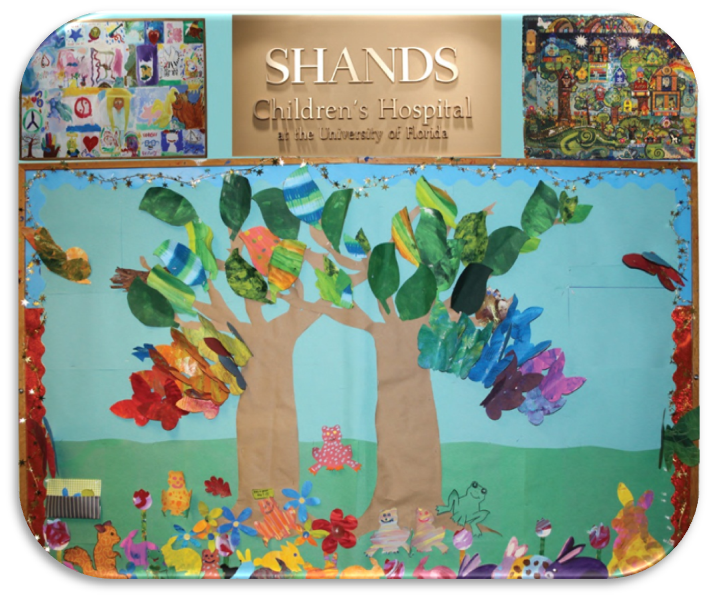 SHANDS
Children's Hospital
at the University of Florida